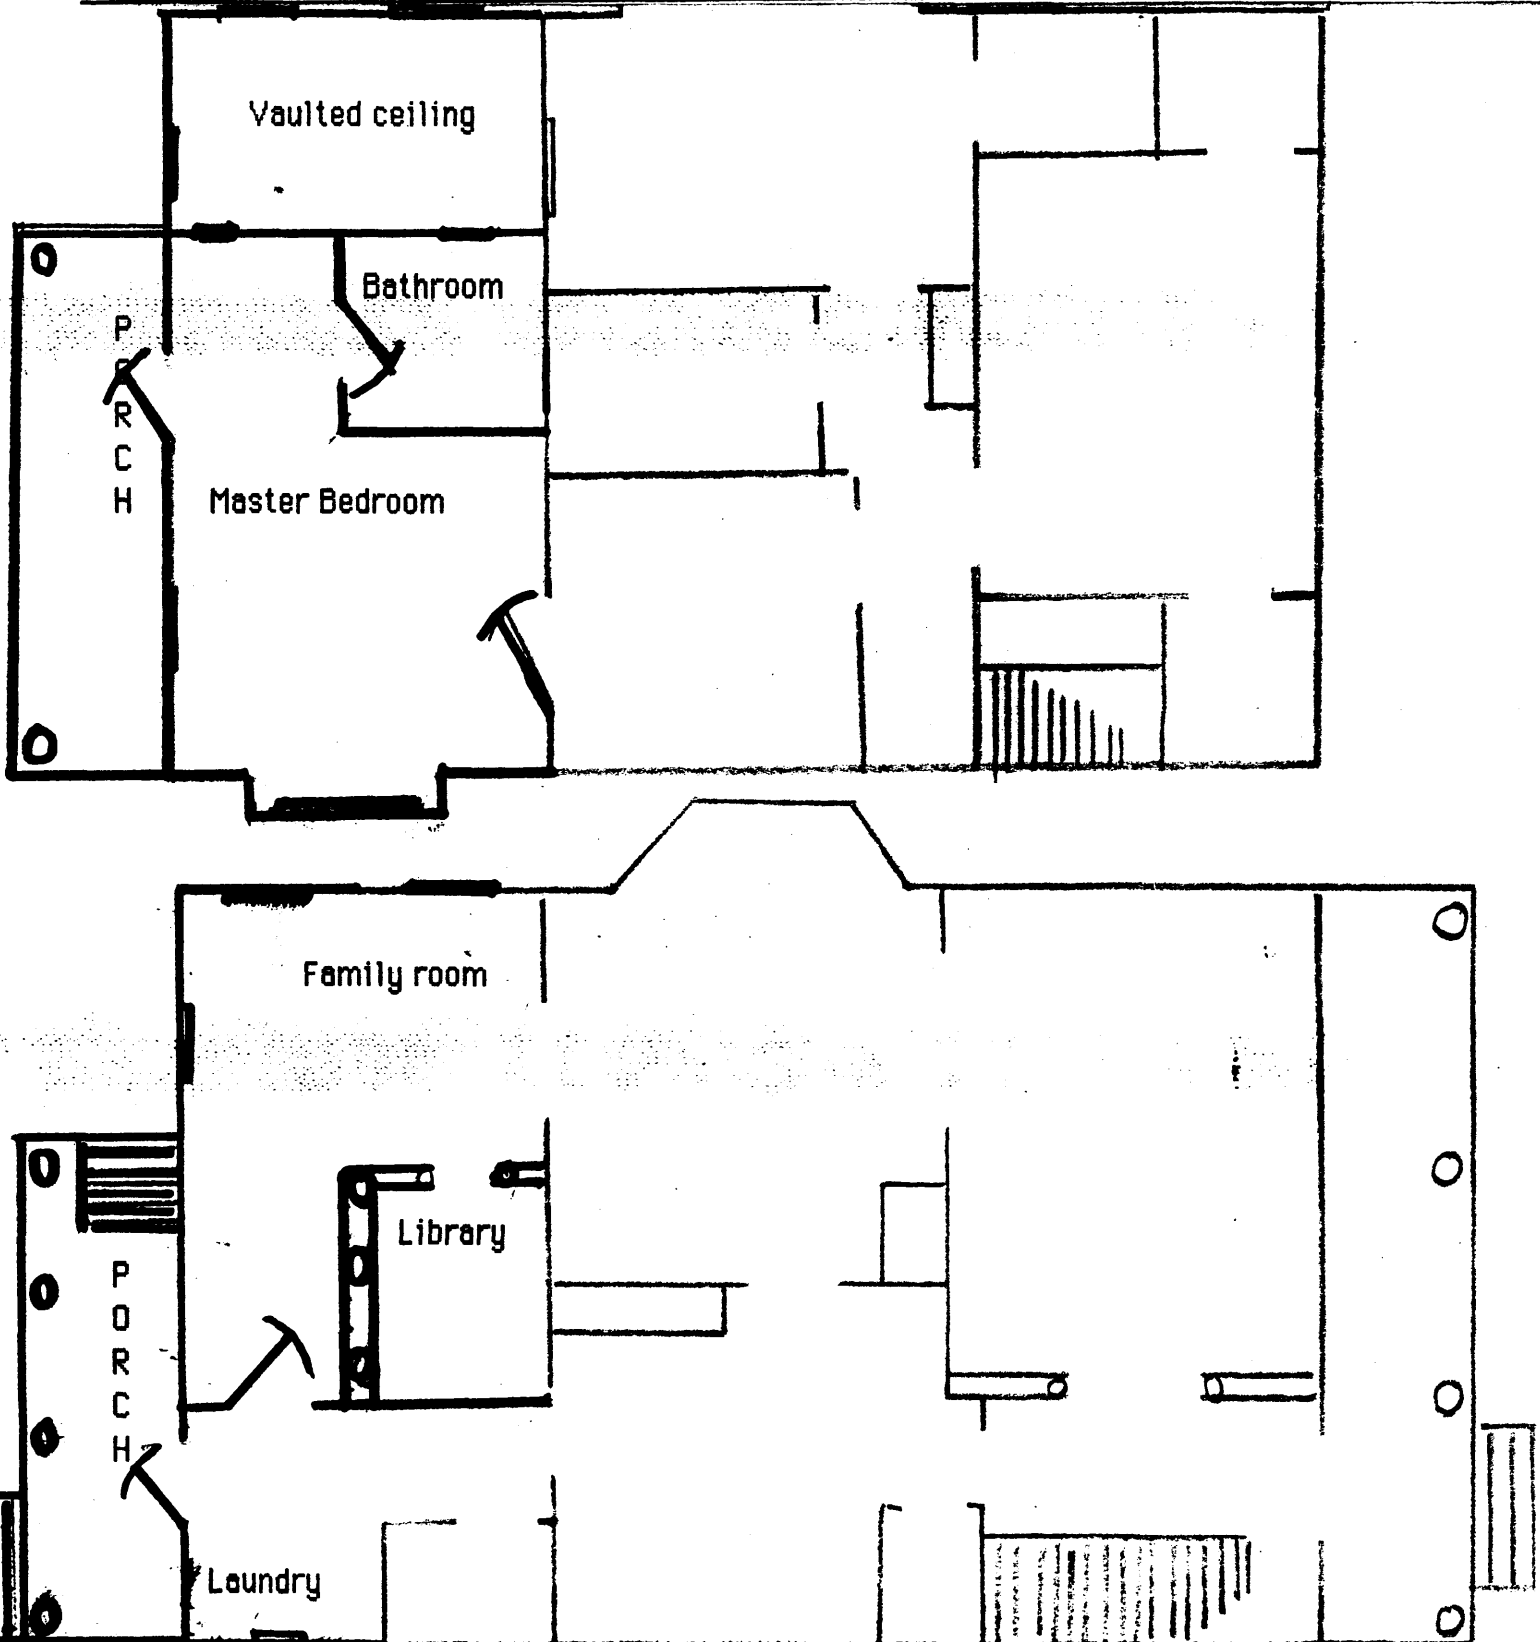 Vaulted ceiling
Bathroom
PORCH
Master Bedroom
Family room
Library
PORCH
Laundry